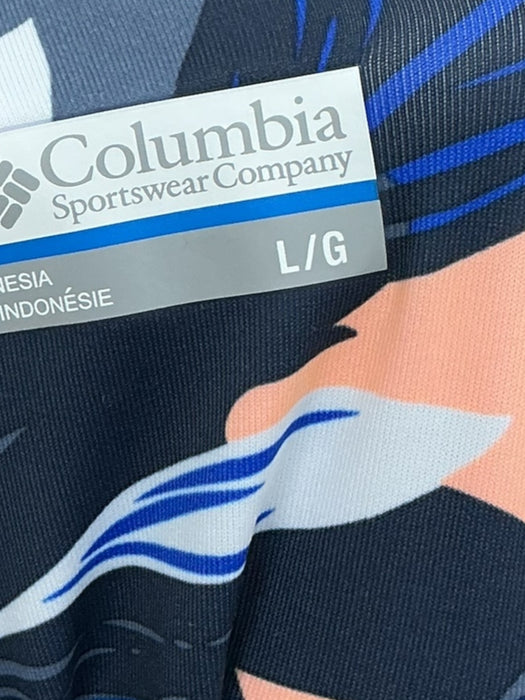 Columbia
Sportswear Company
L/G
NESIA
INDONÉSIE